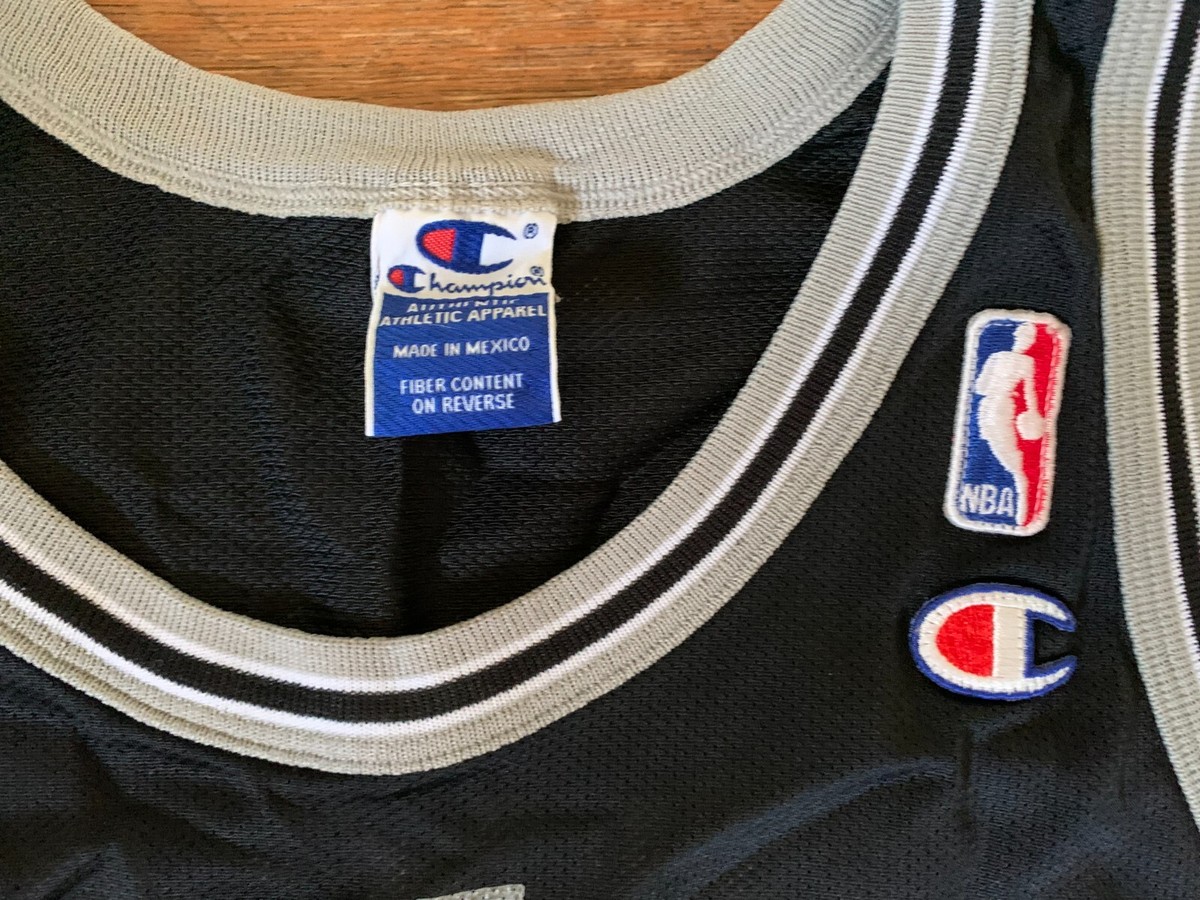 ®
Champion®
AUTHENTIC
ATHLETIC APPAREL
MADE IN MEXICO
FIBER CONTENT
ON REVERSE
NBA